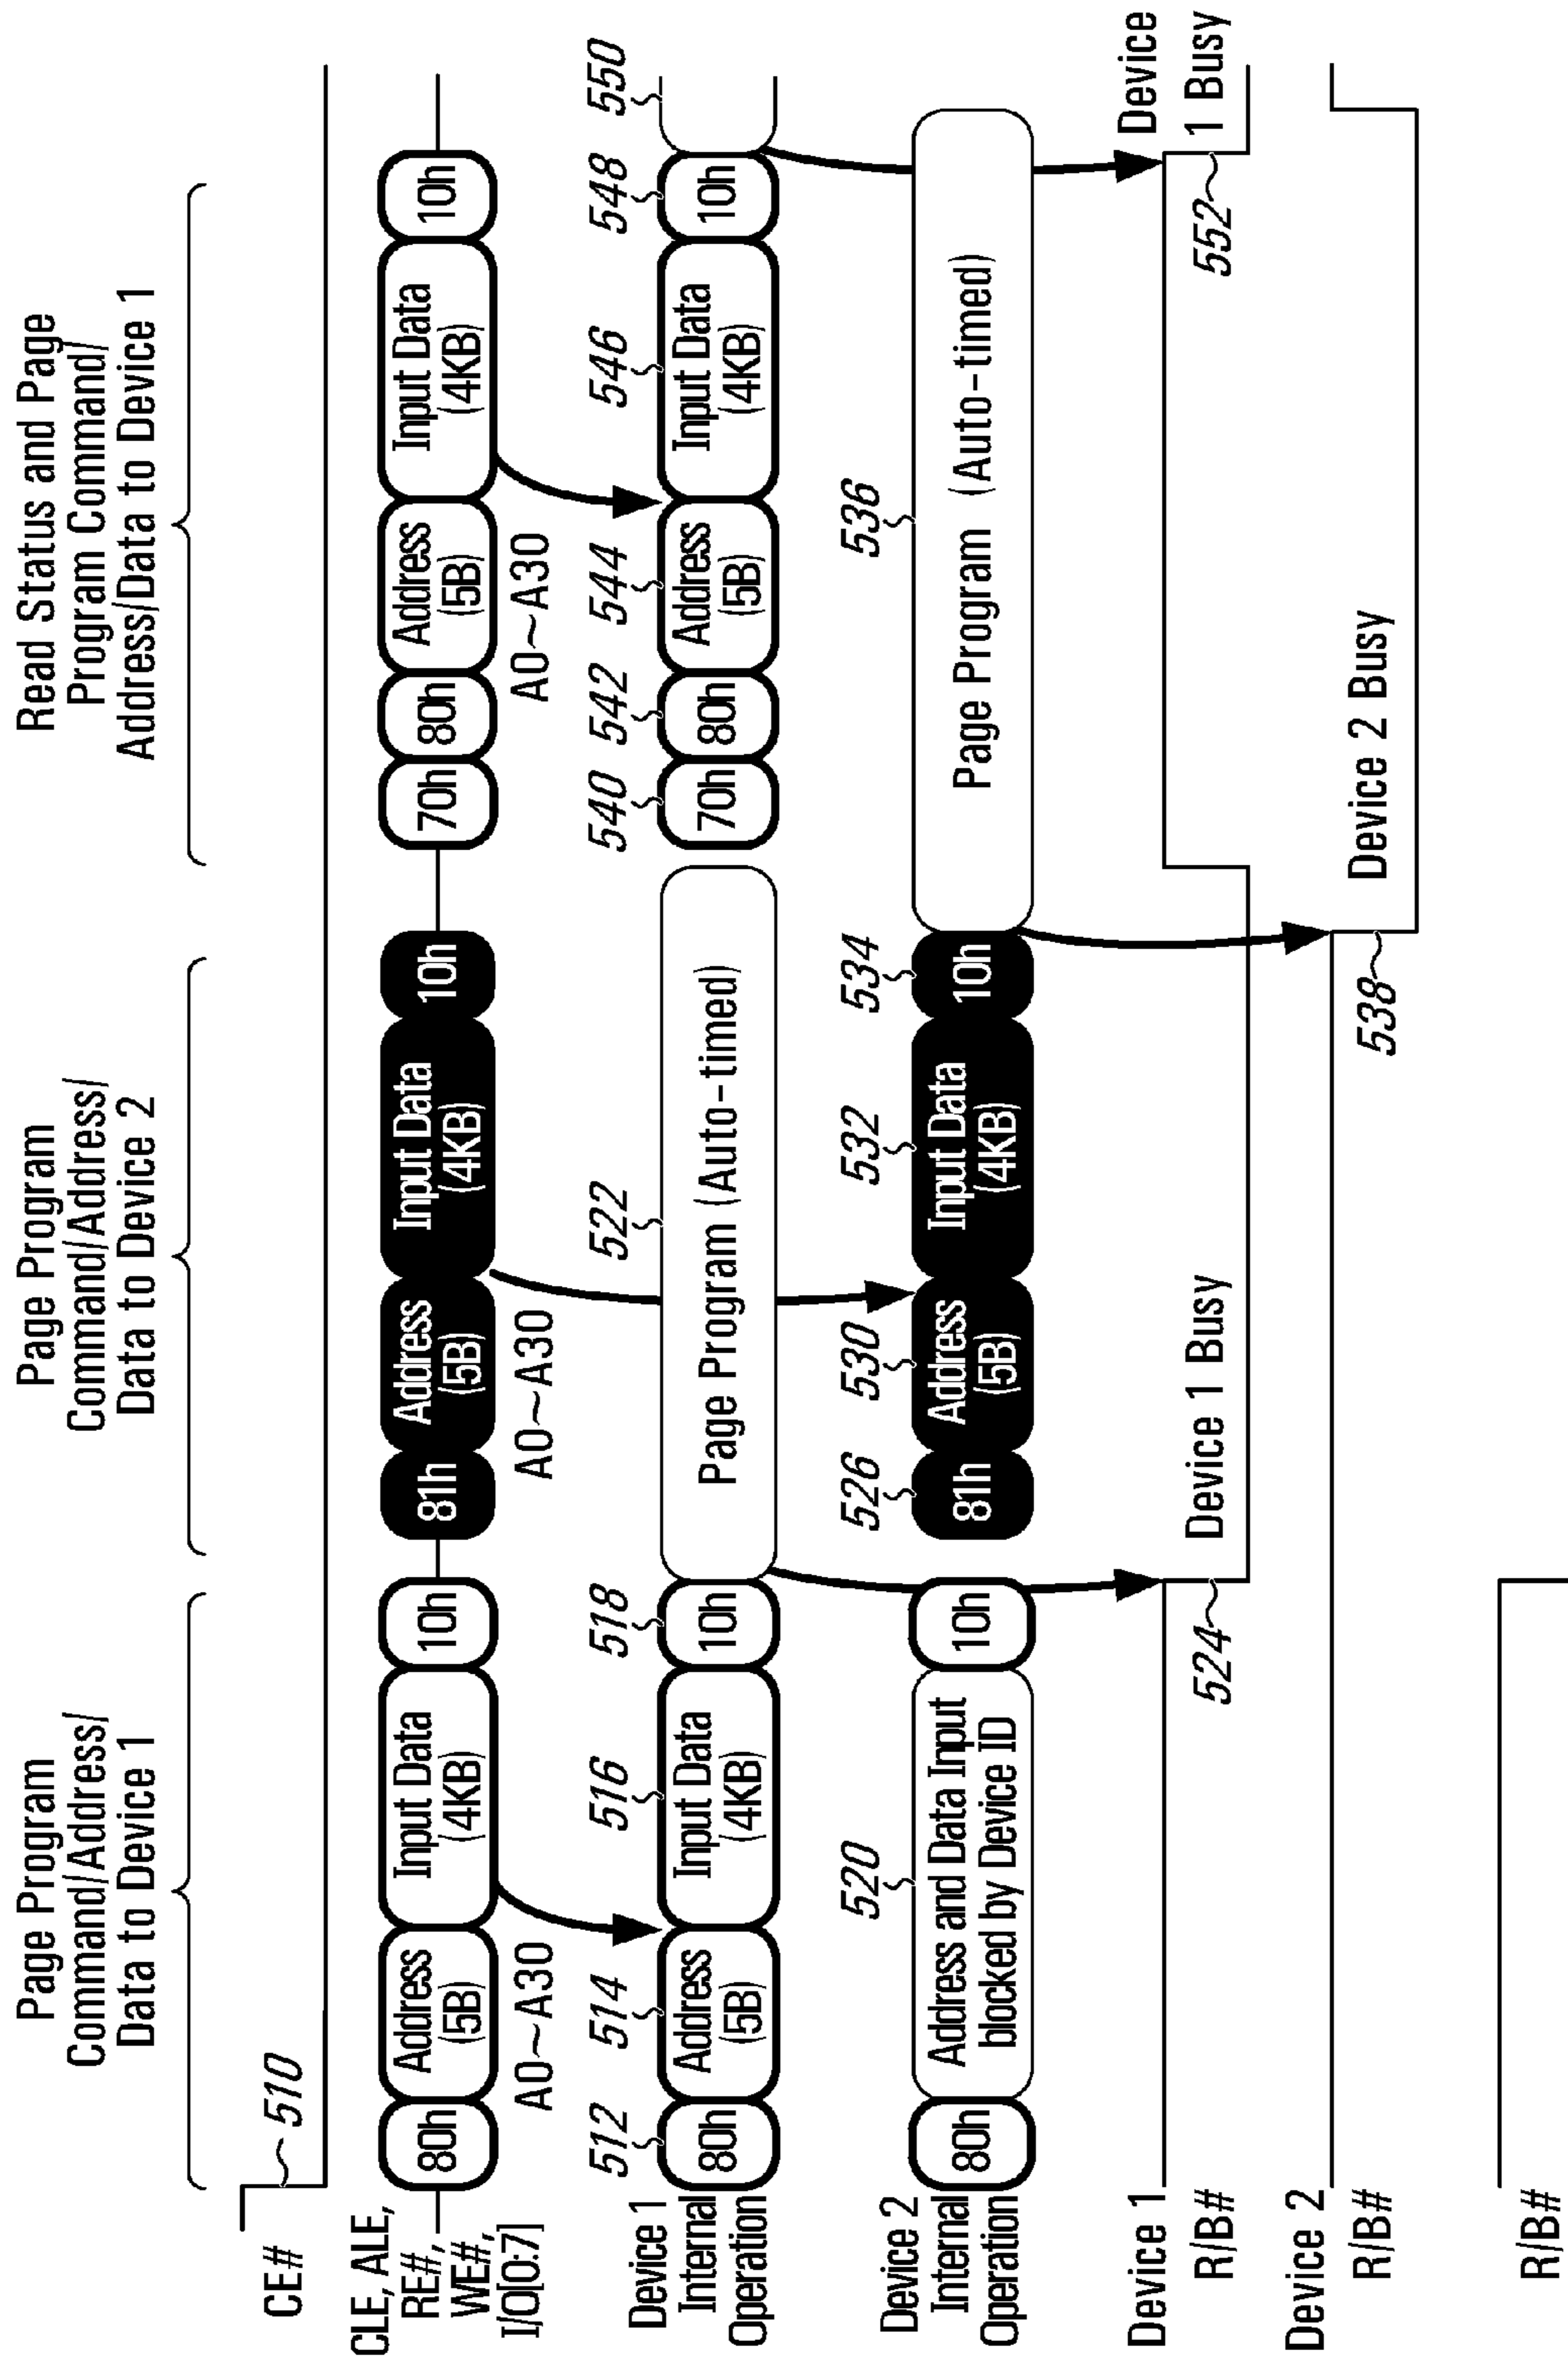 Page Program
Command/Address/
Data to Device 1
Page Program
Command/Address/
Data to Device 2
Read Status and Page
Program Command/
Address/Data to Device 1
CE#
510
CLE, ALE,
RE#,
WE#,
I/O[0:7]
80h
Address
(5B)
Input Data
(4KB)
10h
81h
Address
(5B)
Input Data
(4KB)
10h
70h
80h
Address
(5B)
Input Data
(4KB)
10h
A0~A30
A0~A30
A0~A30
512
514
516
518
522
540
542
544
546
548
550
Device 1
Internal
Operation
80h
Address
(5B)
Input Data
(4KB)
10h
Page Program (Auto-timed)
70h
80h
Address
(5B)
Input Data
(4KB)
10h
520
526
530
532
534
536
Device 2
Internal
Operation
80h
Address and Data Input
blocked by Device ID
10h
81h
Address
(5B)
Input Data
(4KB)
10h
Page Program (Auto-timed)
Device 1
R/B#
524
Device 1 Busy
552
Device
1 Busy
Device 2
R/B#
538
Device 2 Busy
R/B#